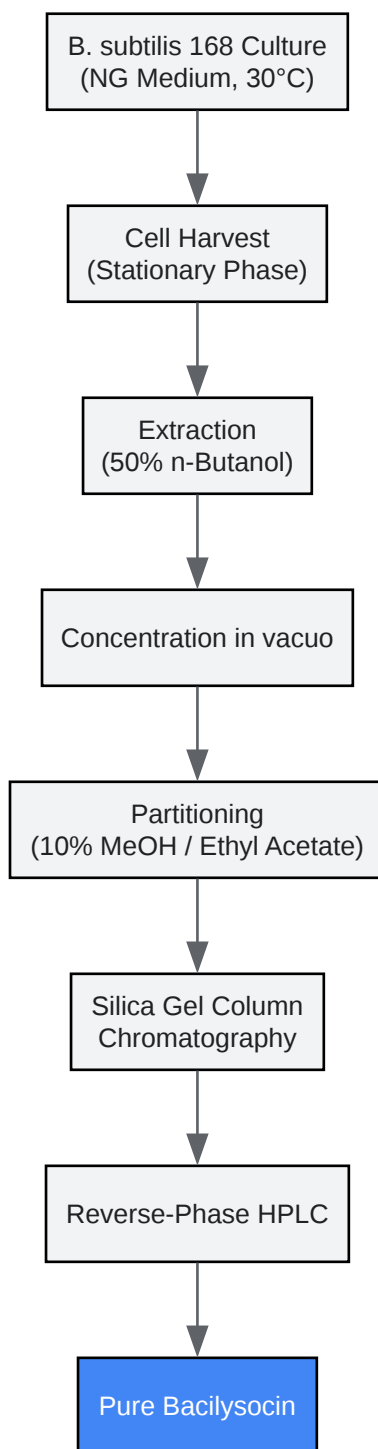 B. subtilis 168 Culture
(NG Medium, 30°C)
Cell Harvest
(Stationary Phase)
Extraction
(50% n-Butanol)
Concentration in vacuo
Partitioning
(10% MeOH / Ethyl Acetate)
Silica Gel Column
Chromatography
Reverse-Phase HPLC
Pure Bacilysocin